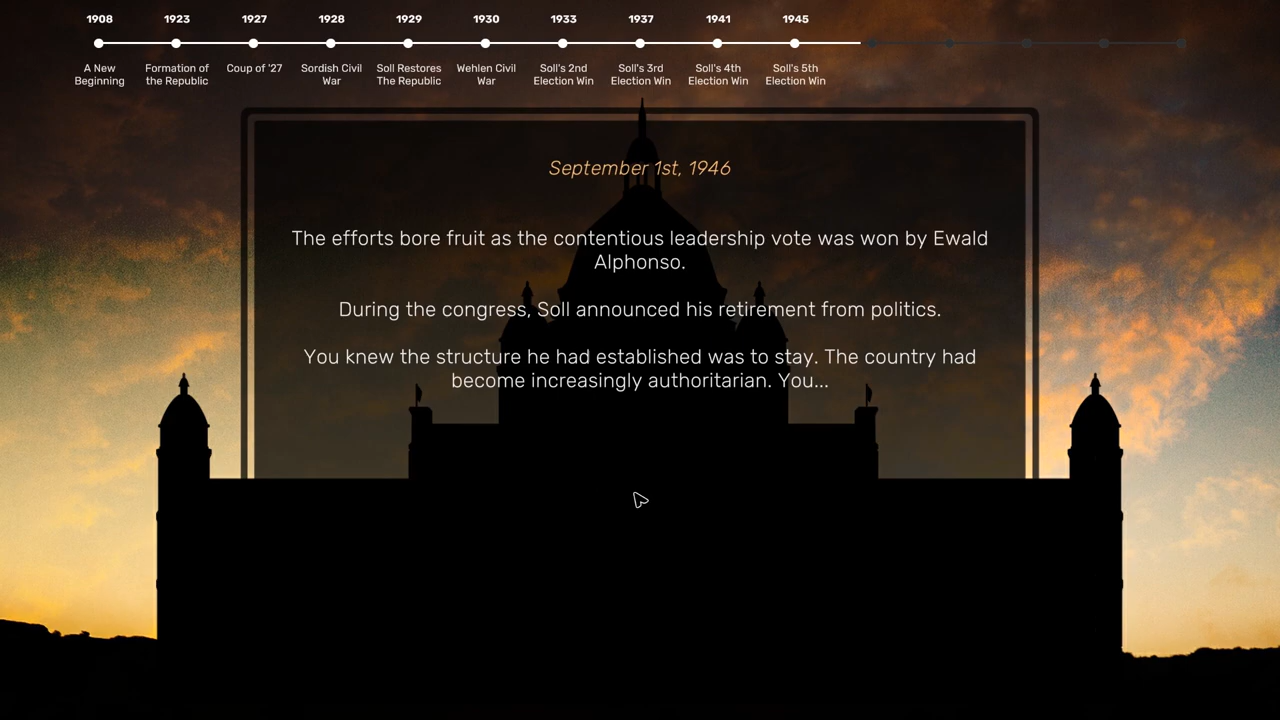 1908 1923 1927 1928 1929 1930 1933 1937 1941 1945
A New Formation of Coup of '27 Sordish Civil Soll Restores Wehlen Civil Soll's 2nd Soll's 3rd Soll's 4th Soll's 5th
Beginning the Republic War The Republic War Election Win Election Win Election Win Election Win
September 1st, 1946
The efforts bore fruit as the contentious leadership vote was won by Ewald
Alphonso.
During the congress, Soll announced his retirement from politics.
You knew the structure he had established was to stay. The country had
become increasingly authoritarian. You...